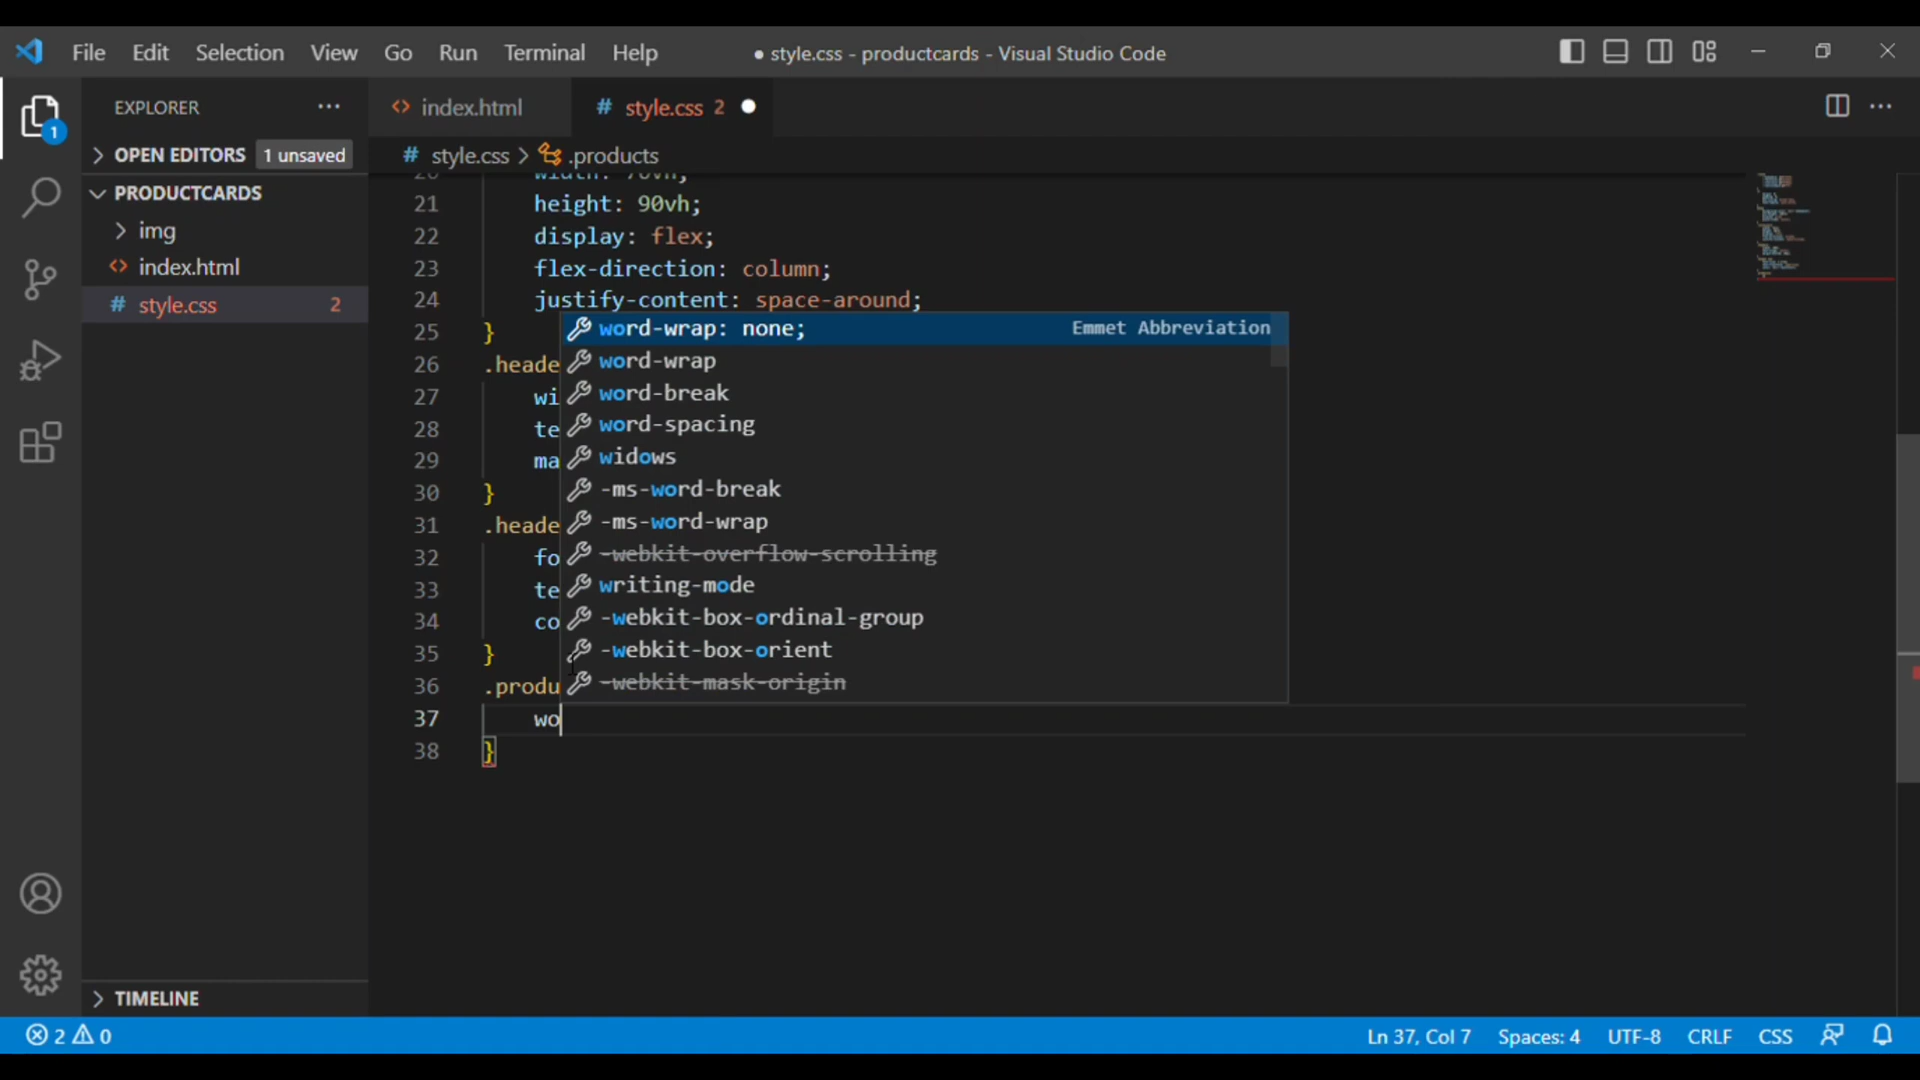 File Edit Selection View Go Run Terminal Help
● style.css - productcards - Visual Studio Code
EXPLORER ···
index.html
# style.css 2 ●
OPEN EDITORS 1 unsaved
# style.css > .products
PRODUCTCARDS
img
index.html
# style.css 2
1
21 height: 90vh;
22 display: flex;
23 flex-direction: column;
24 justify-content: space-around;
25 }
26 .heade
27 wi
28 te
29 ma
30 }
31 .heade
32 fo
33 te
34 co
35 }
36 .produ
37 wo
38 }
word-wrap: none; Emmet Abbreviation
word-wrap
word-break
word-spacing
widows
-ms-word-break
-ms-word-wrap
-webkit-overflow-scrolling
writing-mode
-webkit-box-ordinal-group
-webkit-box-orient
-webkit-mask-origin
TIMELINE
2 0
Ln 37, Col 7 Spaces: 4 UTF-8 CRLF CSS